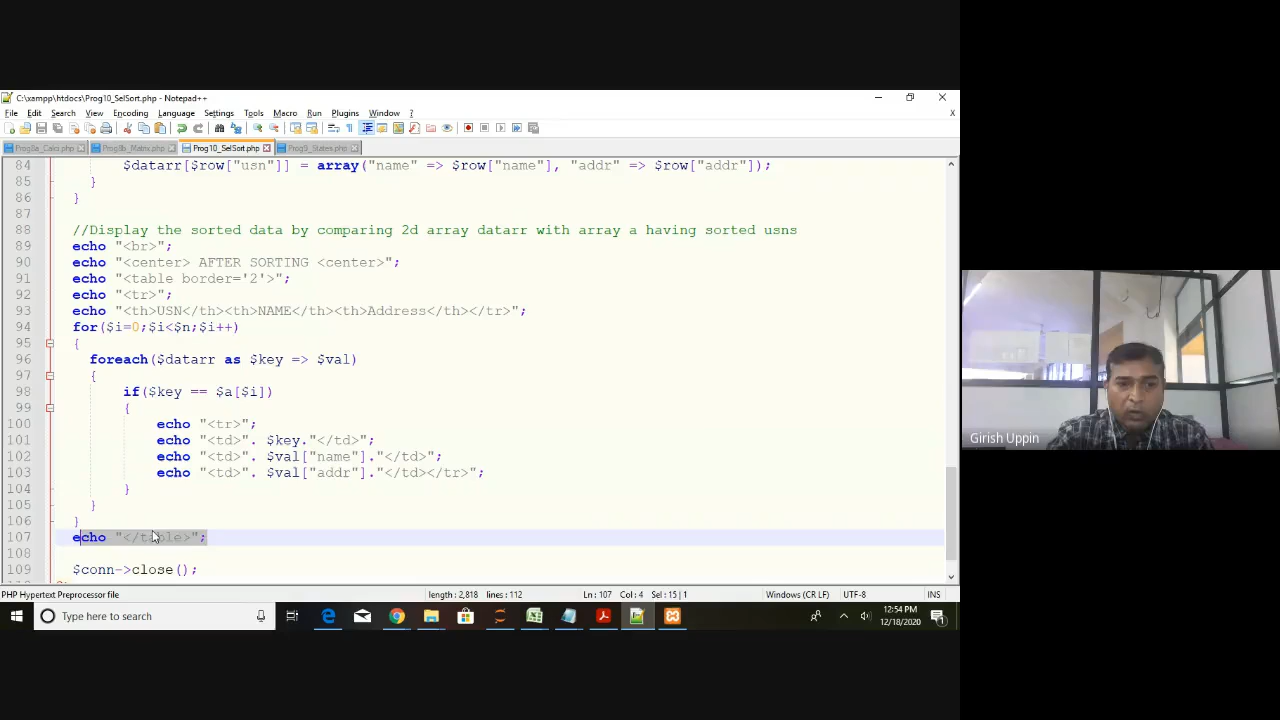 C:\xampp\htdocs\Prog10_SelSort.php - Notepad++
File Edit Search View Encoding Language Settings Tools Macro Run Plugins Window ? X
Prog8a_Calci.php Prog8b_Matrix.php Prog10_SelSort.php Prog9_States.php
84 $datarr[$row["usn"]] = array("name" => $row["name"], "addr" => $row["addr"]);
85 }
86 }
87
88 //Display the sorted data by comparing 2d array datarr with array a having sorted usns
89 echo "<br>";
90 echo "<center> AFTER SORTING <center>";
91 echo "<table border='2'>";
92 echo "<tr>";
93 echo "<th>USN</th><th>NAME</th><th>Address</th></tr>";
94 for($i=0;$i<$n;$i++)
95 {
96 foreach($datarr as $key => $val)
97 {
98 if($key == $a[$i])
99 {
100 echo "<tr>";
101 echo "<td>". $key."</td>";
102 echo "<td>". $val["name"]."</td>";
103 echo "<td>". $val["addr"]."</td></tr>";
104 }
105 }
106 }
107 echo "</table>";
108
109 $conn->close();
PHP Hypertext Preprocessor file length : 2,818 lines : 112 Ln : 107 Col : 4 Sel : 15 | 1 Windows (CR LF) UTF-8 INS
Type here to search
12:54 PM
12/18/2020
Girish Uppin